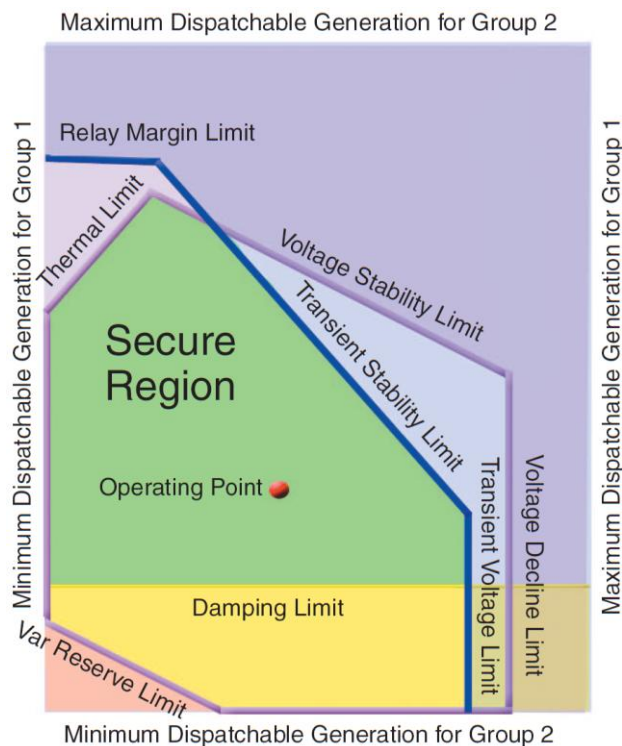 Maximum Dispatchable Generation for Group 2
Minimum Dispatchable Generation for Group 1
Maximum Dispatchable Generation for Group 1
Relay Margin Limit
Thermal Limit
Voltage Stability Limit
Transient Stability Limit
Secure
Region
Operating Point
Transient Voltage Limit
Voltage Decline Limit
Damping Limit
Var Reserve Limit
Minimum Dispatchable Generation for Group 2